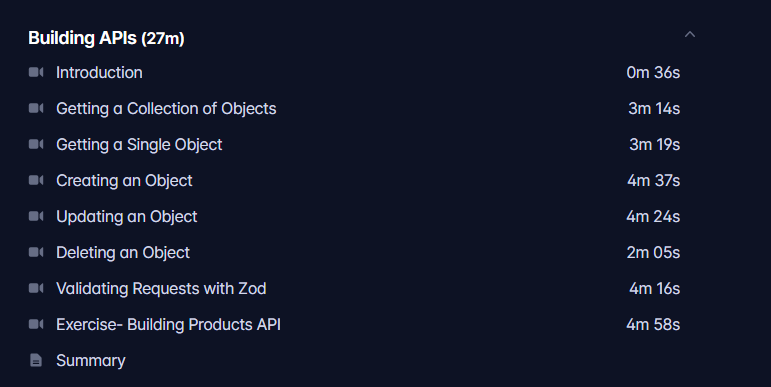 Building APIs (27m)
Introduction 0m 36s
Getting a Collection of Objects 3m 14s
Getting a Single Object 3m 19s
Creating an Object 4m 37s
Updating an Object 4m 24s
Deleting an Object 2m 05s
Validating Requests with Zod 4m 16s
Exercise- Building Products API 4m 58s
Summary